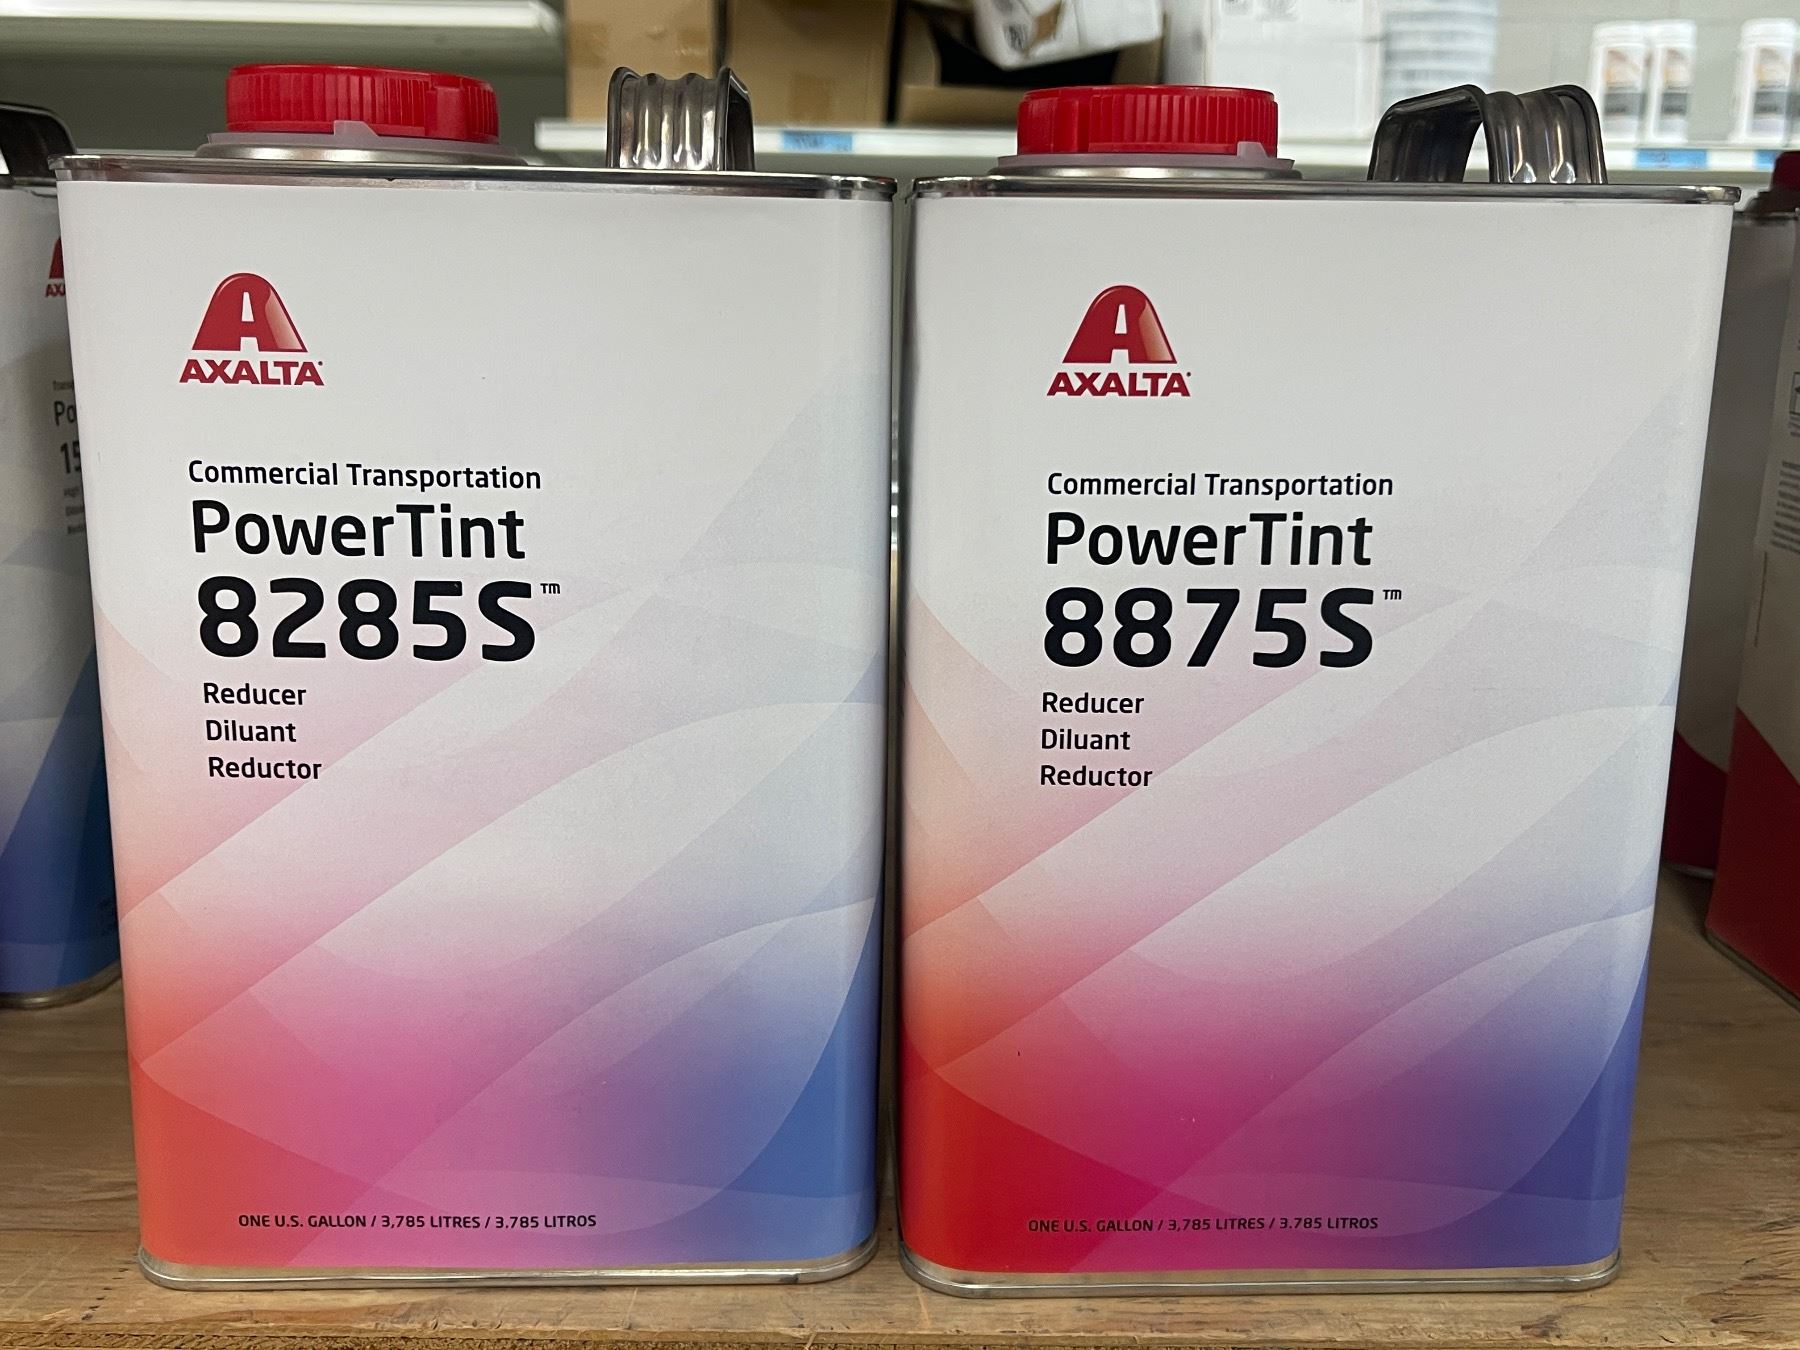 AXALTA
Commercial Transportation
PowerTint
8285S™
Reducer
Diluant
Reductor
ONE U.S. GALLON / 3,785 LITRES / 3.785 LITROS
AXALTA
Commercial Transportation
PowerTint
8875S™
Reducer
Diluant
Reductor
ONE U.S. GALLON / 3,785 LITRES / 3.785 LITROS